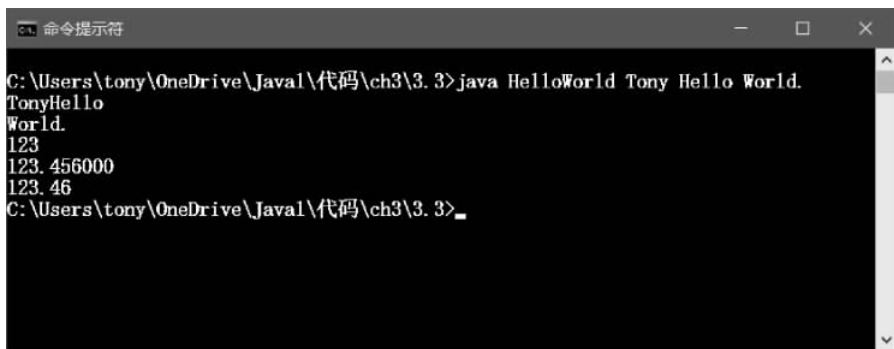 命令提示符
C:\Users\tony\OneDrive\Java1\代码\ch3\3.3>java HelloWorld Tony Hello World.
TonyHello
World.
123
123.456000
123.46
C:\Users\tony\OneDrive\Java1\代码\ch3\3.3>